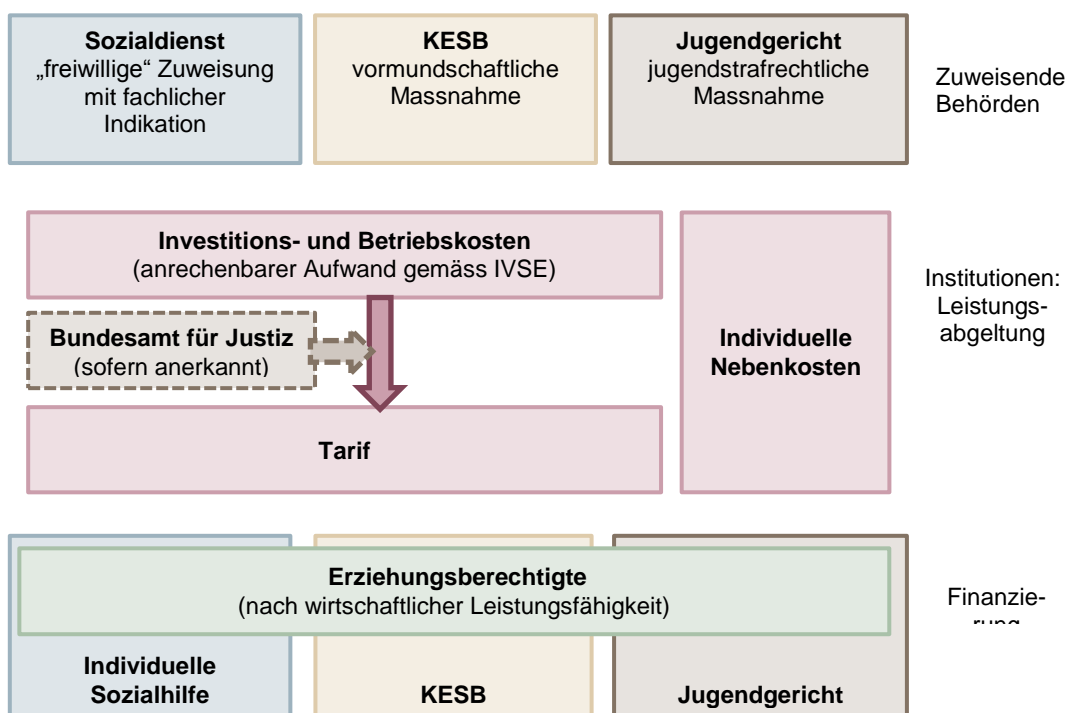 Sozialdienst
„freiwillige“ Zuweisung
mit fachlicher
Indikation
KESB
vormundschaftliche
Massnahme
Jugendgericht
jugendstrafrechtliche
Massnahme
Zuweisende
Behörden
Investitions- und Betriebskosten
(anrechenbarer Aufwand gemäss IVSE)
Bundesamt für Justiz
(sofern anerkannt)
Tarif
Individuelle
Nebenkosten
Institutionen:
Leistungs-
abgeltung
Erziehungsberechtigte
(nach wirtschaftlicher Leistungsfähigkeit)
Individuelle
Sozialhilfe
KESB
Jugendgericht
Finanzie-
rung